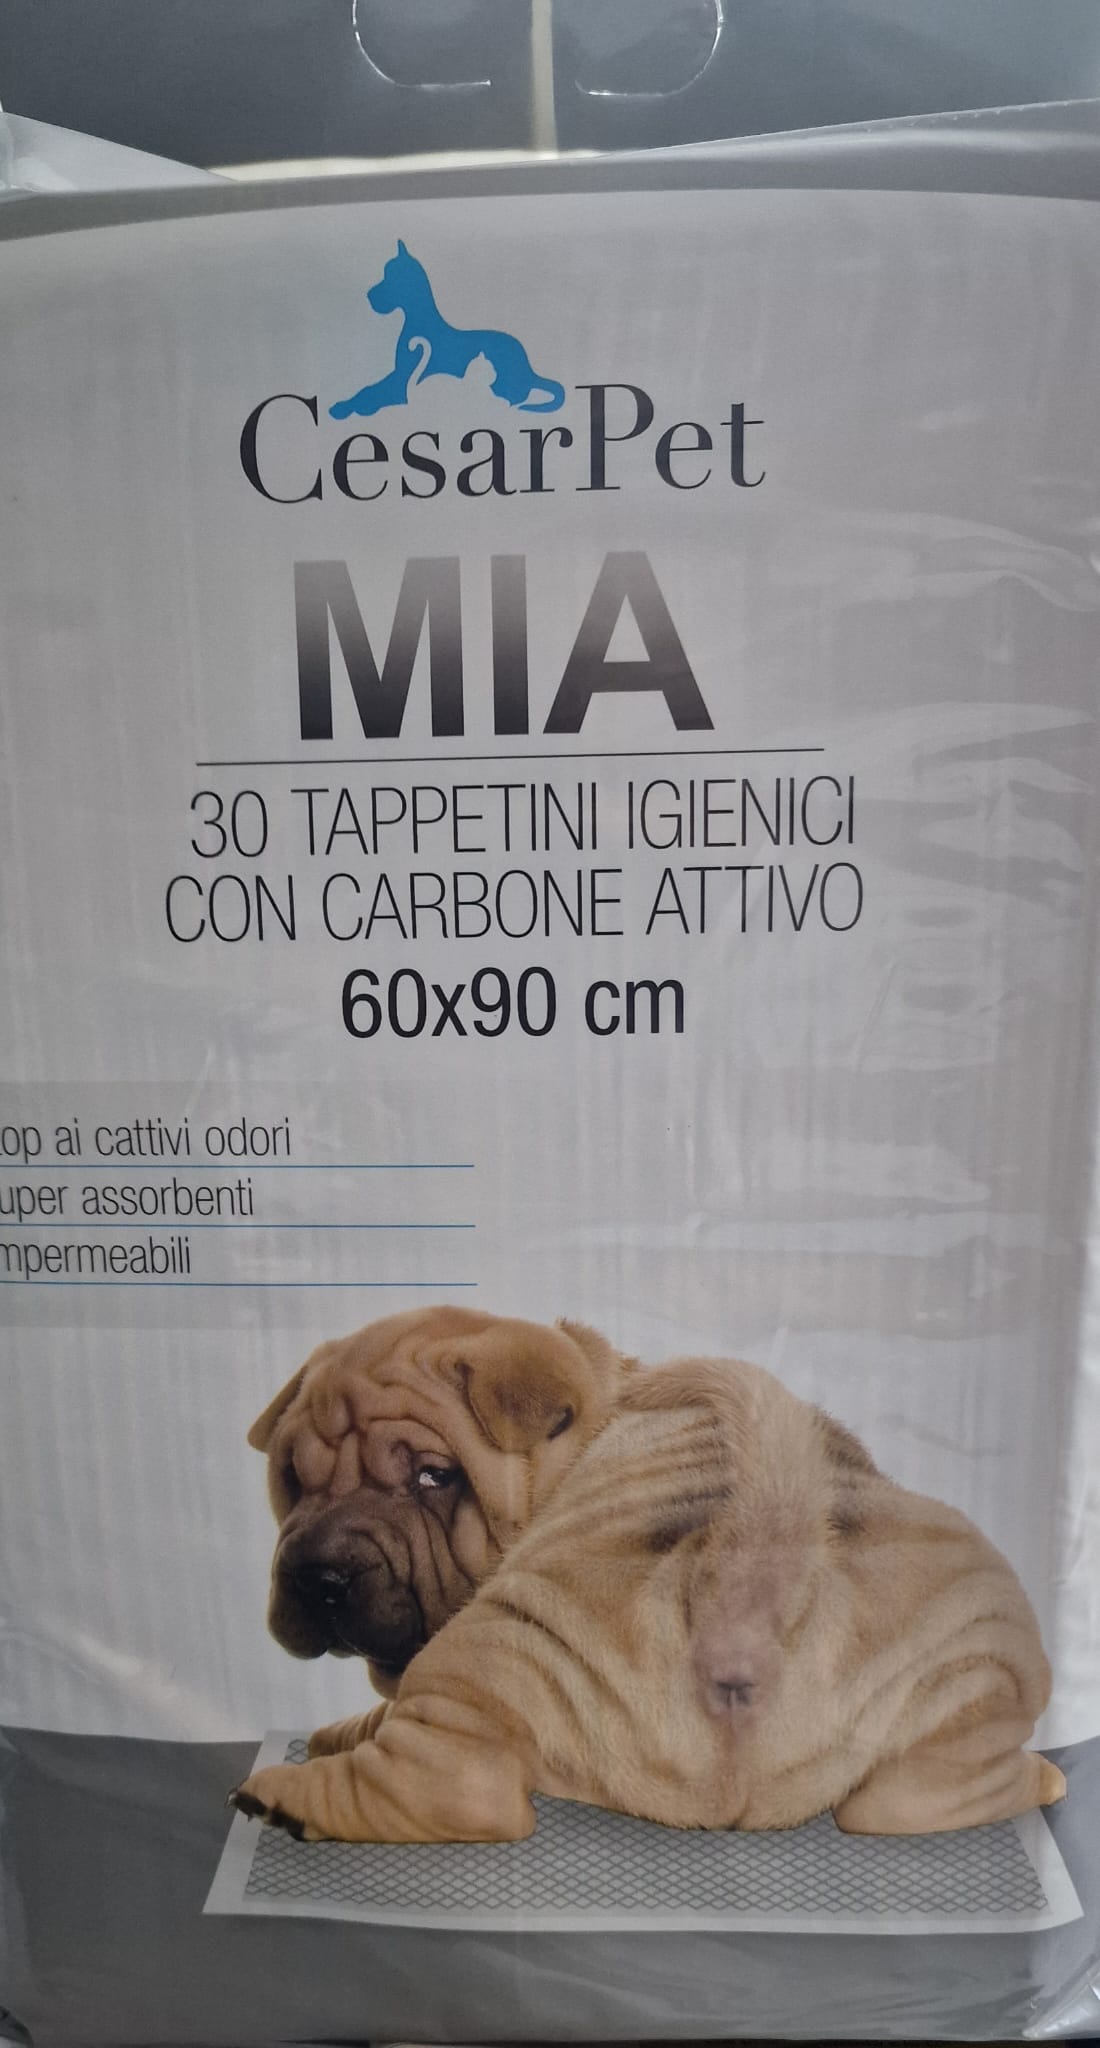 CesarPet
MIA
30 TAPPETINI IGIENICI
CON CARBONE ATTIVO
60x90 cm
op ai cattivi odori
uper assorbenti
mpermeabili